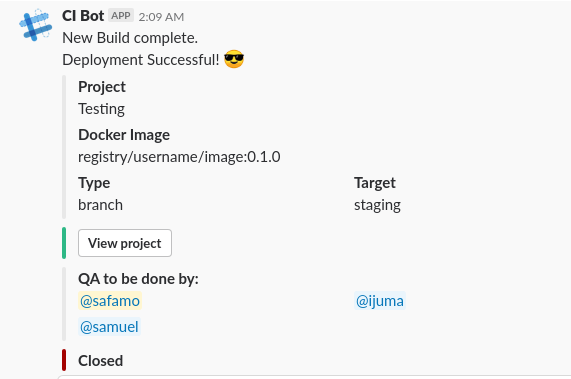 CI Bot APP 2:09 AM
New Build complete.
Deployment Successful! 😎
Project
Testing
Docker Image
registry/username/image:0.1.0
Type Target
branch staging
View project
QA to be done by:
@safamo @ijuma
@samuel
Closed